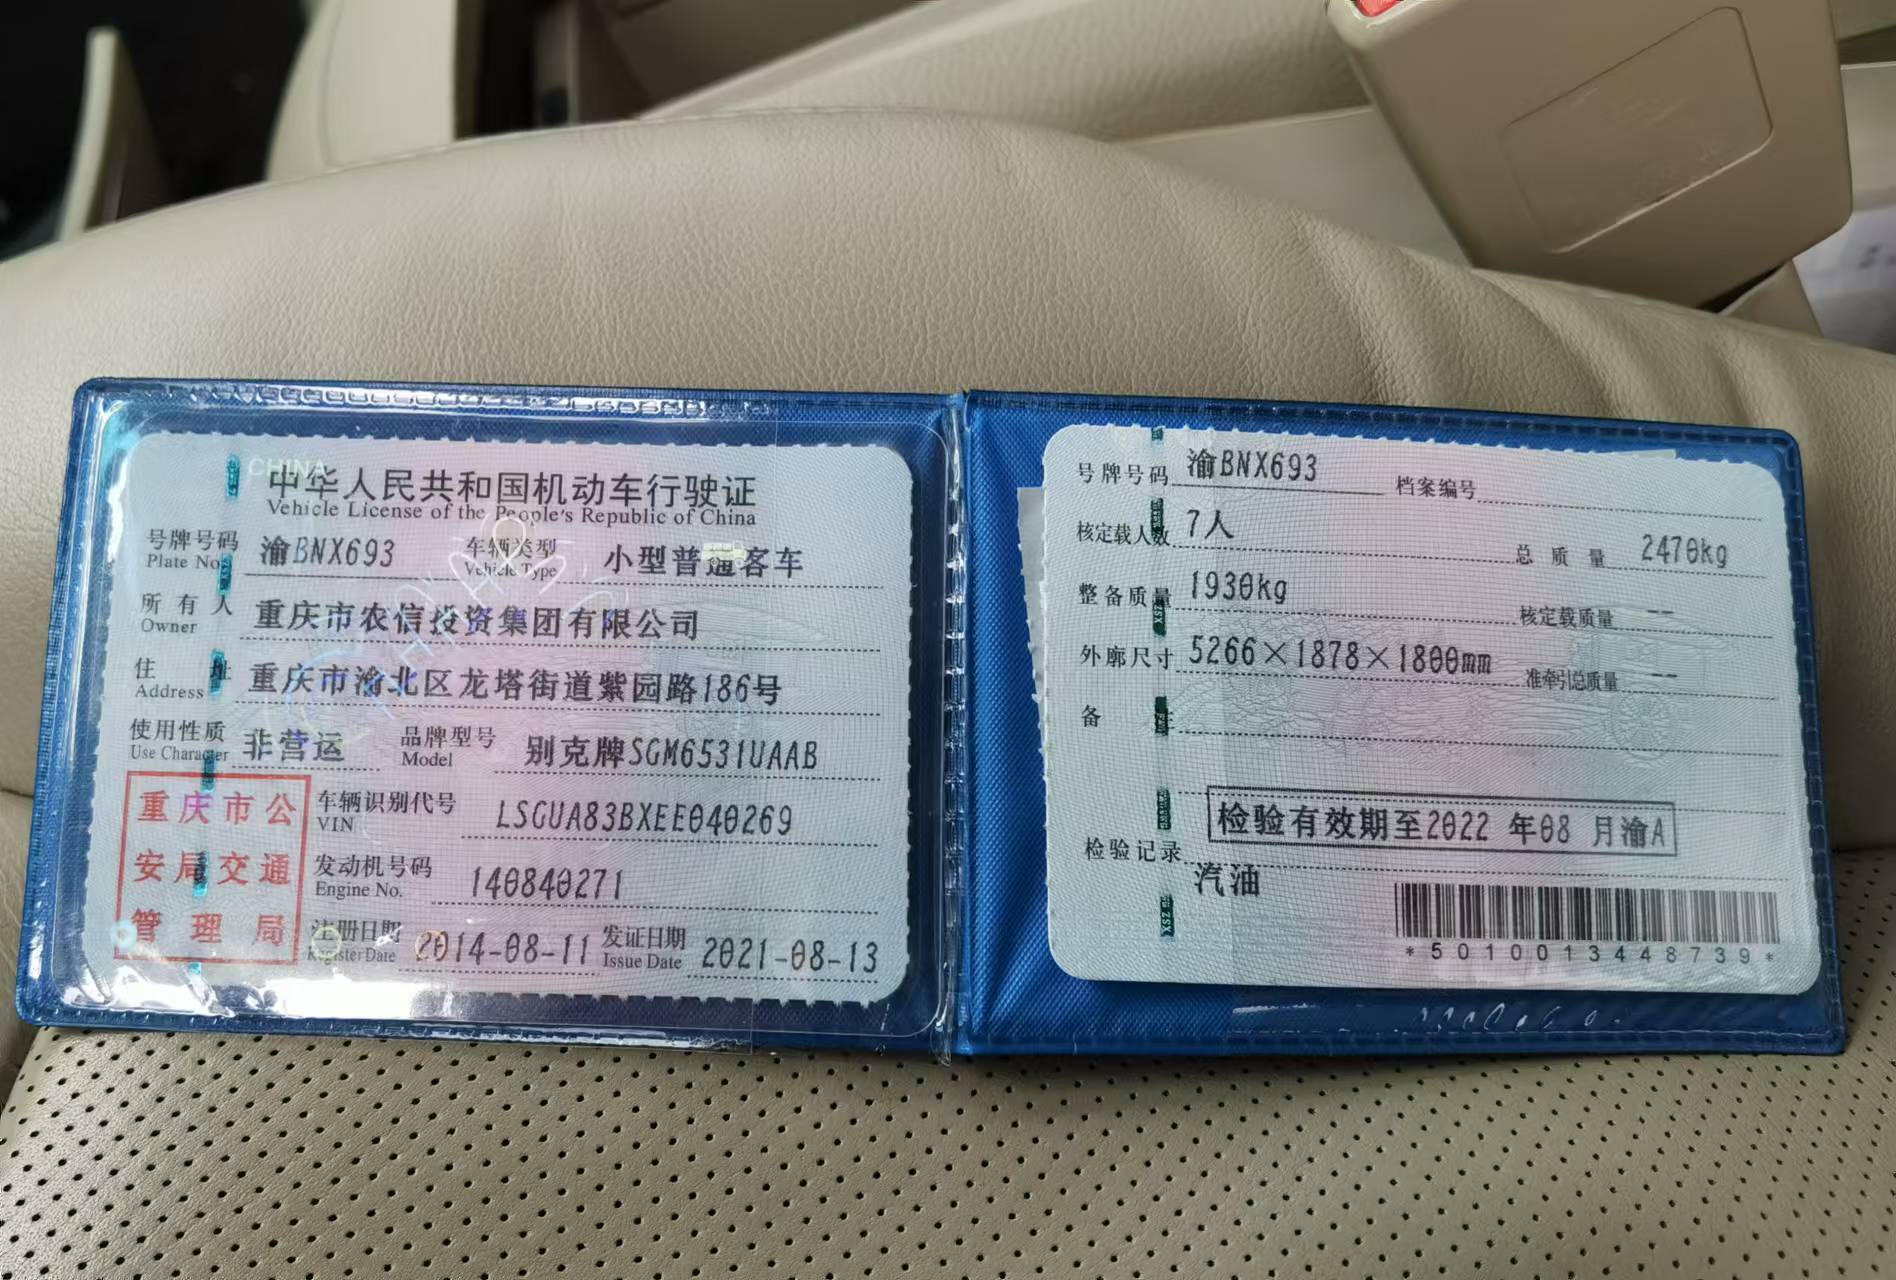 CHINA
中华人民共和国机动车行驶证
Vehicle License of the People's Republic of China
号牌号码 渝BNX693 车辆类型 小型普通客车
Plate No. Vehicle Type
所有人 重庆市农信投资集团有限公司
Owner
住址 重庆市渝北区龙塔街道紫园路186号
Address
使用性质 非营运 品牌型号 别克牌SGM6531UAAB
Use Character Model
重庆市公
安局交通
管理局
车辆识别代号 LSGUA83BXEE040269
VIN
发动机号码 140840271
Engine No.
注册日期 2014-08-11 发证日期 2021-08-13
Register Date Issue Date
号牌号码 渝BNX693 档案编号
核定载人数 7人 总质量 2470kg
整备质量 1930kg 核定载质量 --
外廓尺寸 5266×1878×1800mm 准牵引总质量 --
备
检验有效期至2022年08月渝A
检验记录
汽油
*5010013448739*